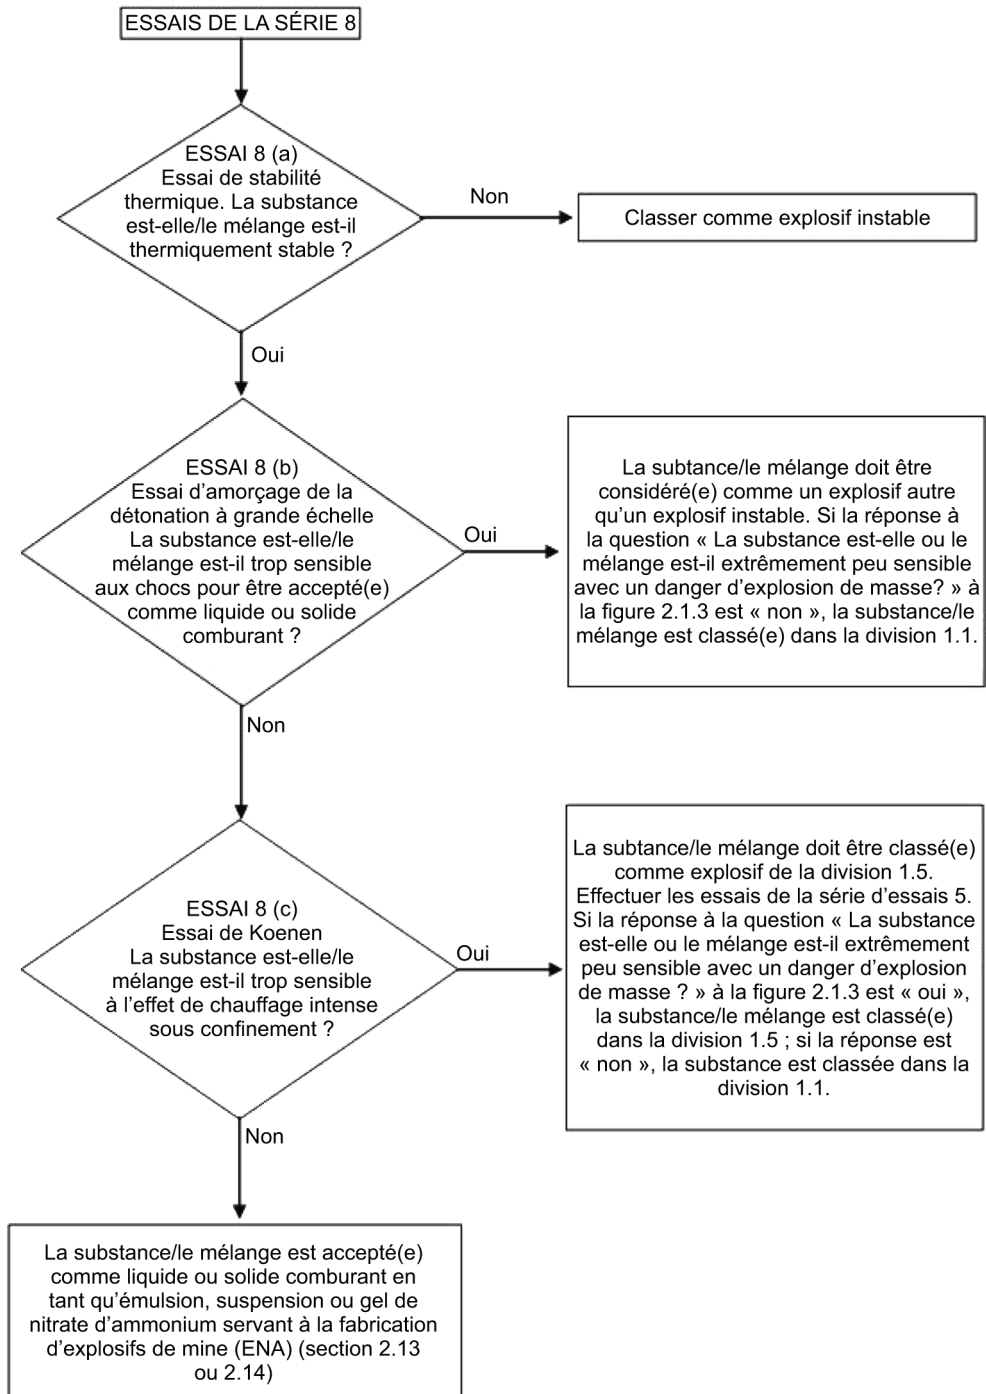 ESSAIS DE LA SÉRIE 8
ESSAI 8 (a)
Essai de stabilité
thermique. La substance
est-elle/le mélange est-il
thermiquement stable ?
Non
Classer comme explosif instable
Oui
ESSAI 8 (b)
Essai d’amorçage de la
détonation à grande échelle
La substance est-elle/le
mélange est-il trop sensible
aux chocs pour être accepté(e)
comme liquide ou solide
comburant ?
Oui
La subtance/le mélange doit être
considéré(e) comme un explosif autre
qu’un explosif instable. Si la réponse à
la question « La substance est-elle ou le
mélange est-il extrêmement peu sensible
avec un danger d’explosion de masse? » à
la figure 2.1.3 est « non », la substance/le
mélange est classé(e) dans la division 1.1.
Non
ESSAI 8 (c)
Essai de Koenen
La substance est-elle/le
mélange est-il trop sensible
à l’effet de chauffage intense
sous confinement ?
Oui
La subtance/le mélange doit être classé(e)
comme explosif de la division 1.5.
Effectuer les essais de la série d’essais 5.
Si la réponse à la question « La substance
est-elle ou le mélange est-il extrêmement
peu sensible avec un danger d’explosion
de masse ? » à la figure 2.1.3 est « oui »,
la substance/le mélange est classé(e)
dans la division 1.5 ; si la réponse est
« non », la substance est classée dans la
division 1.1.
Non
La substance/le mélange est accepté(e)
comme liquide ou solide comburant en
tant qu’émulsion, suspension ou gel de
nitrate d’ammonium servant à la fabrication
d’explosifs de mine (ENA) (section 2.13
ou 2.14)